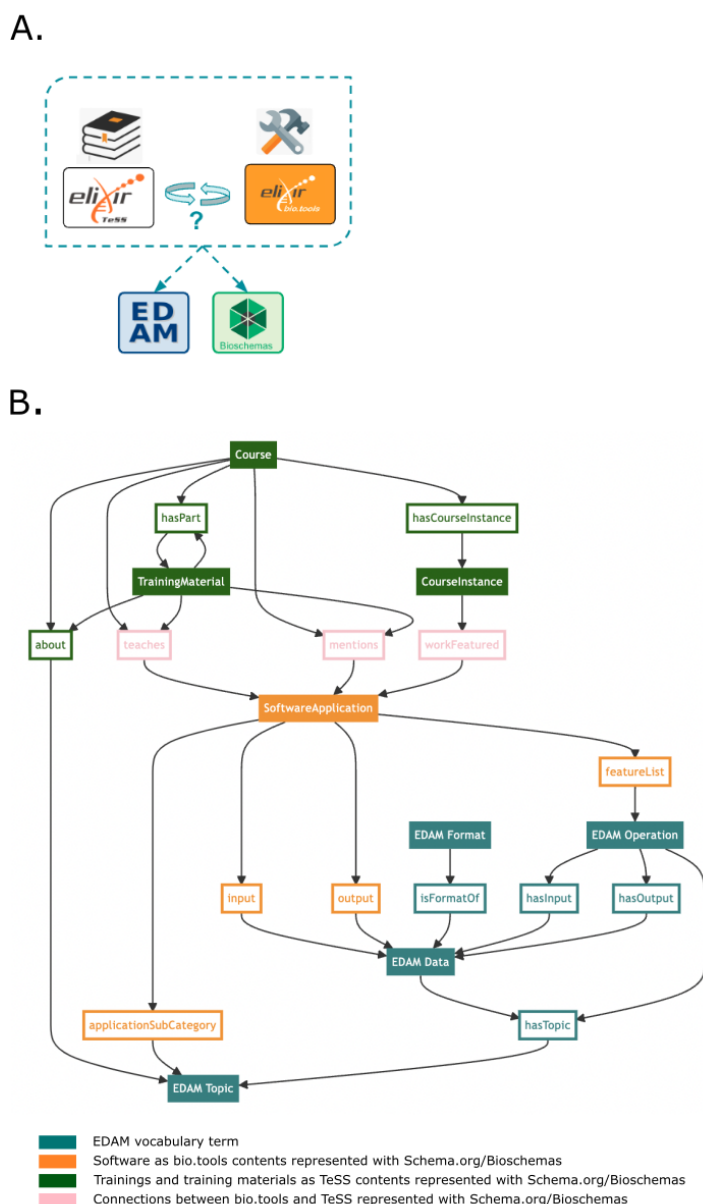 A.
elixir
TeSS
elixir
bio.tools
?
ED
AM
Bioschemas
B.
Course
hasPart
hasCourseInstance
TrainingMaterial
CourseInstance
about
teaches
mentions
workFeatured
SoftwareApplication
featureList
EDAM Format
EDAM Operation
input
output
isFormatOf
hasInput
hasOutput
EDAM Data
applicationSubCategory
hasTopic
EDAM Topic
EDAM vocabulary term
Software as bio.tools contents represented with Schema.org/Bioschemas
Trainings and training materials as TeSS contents represented with Schema.org/Bioschemas
Connections between bio.tools and TeSS represented with Schema.org/Bioschemas